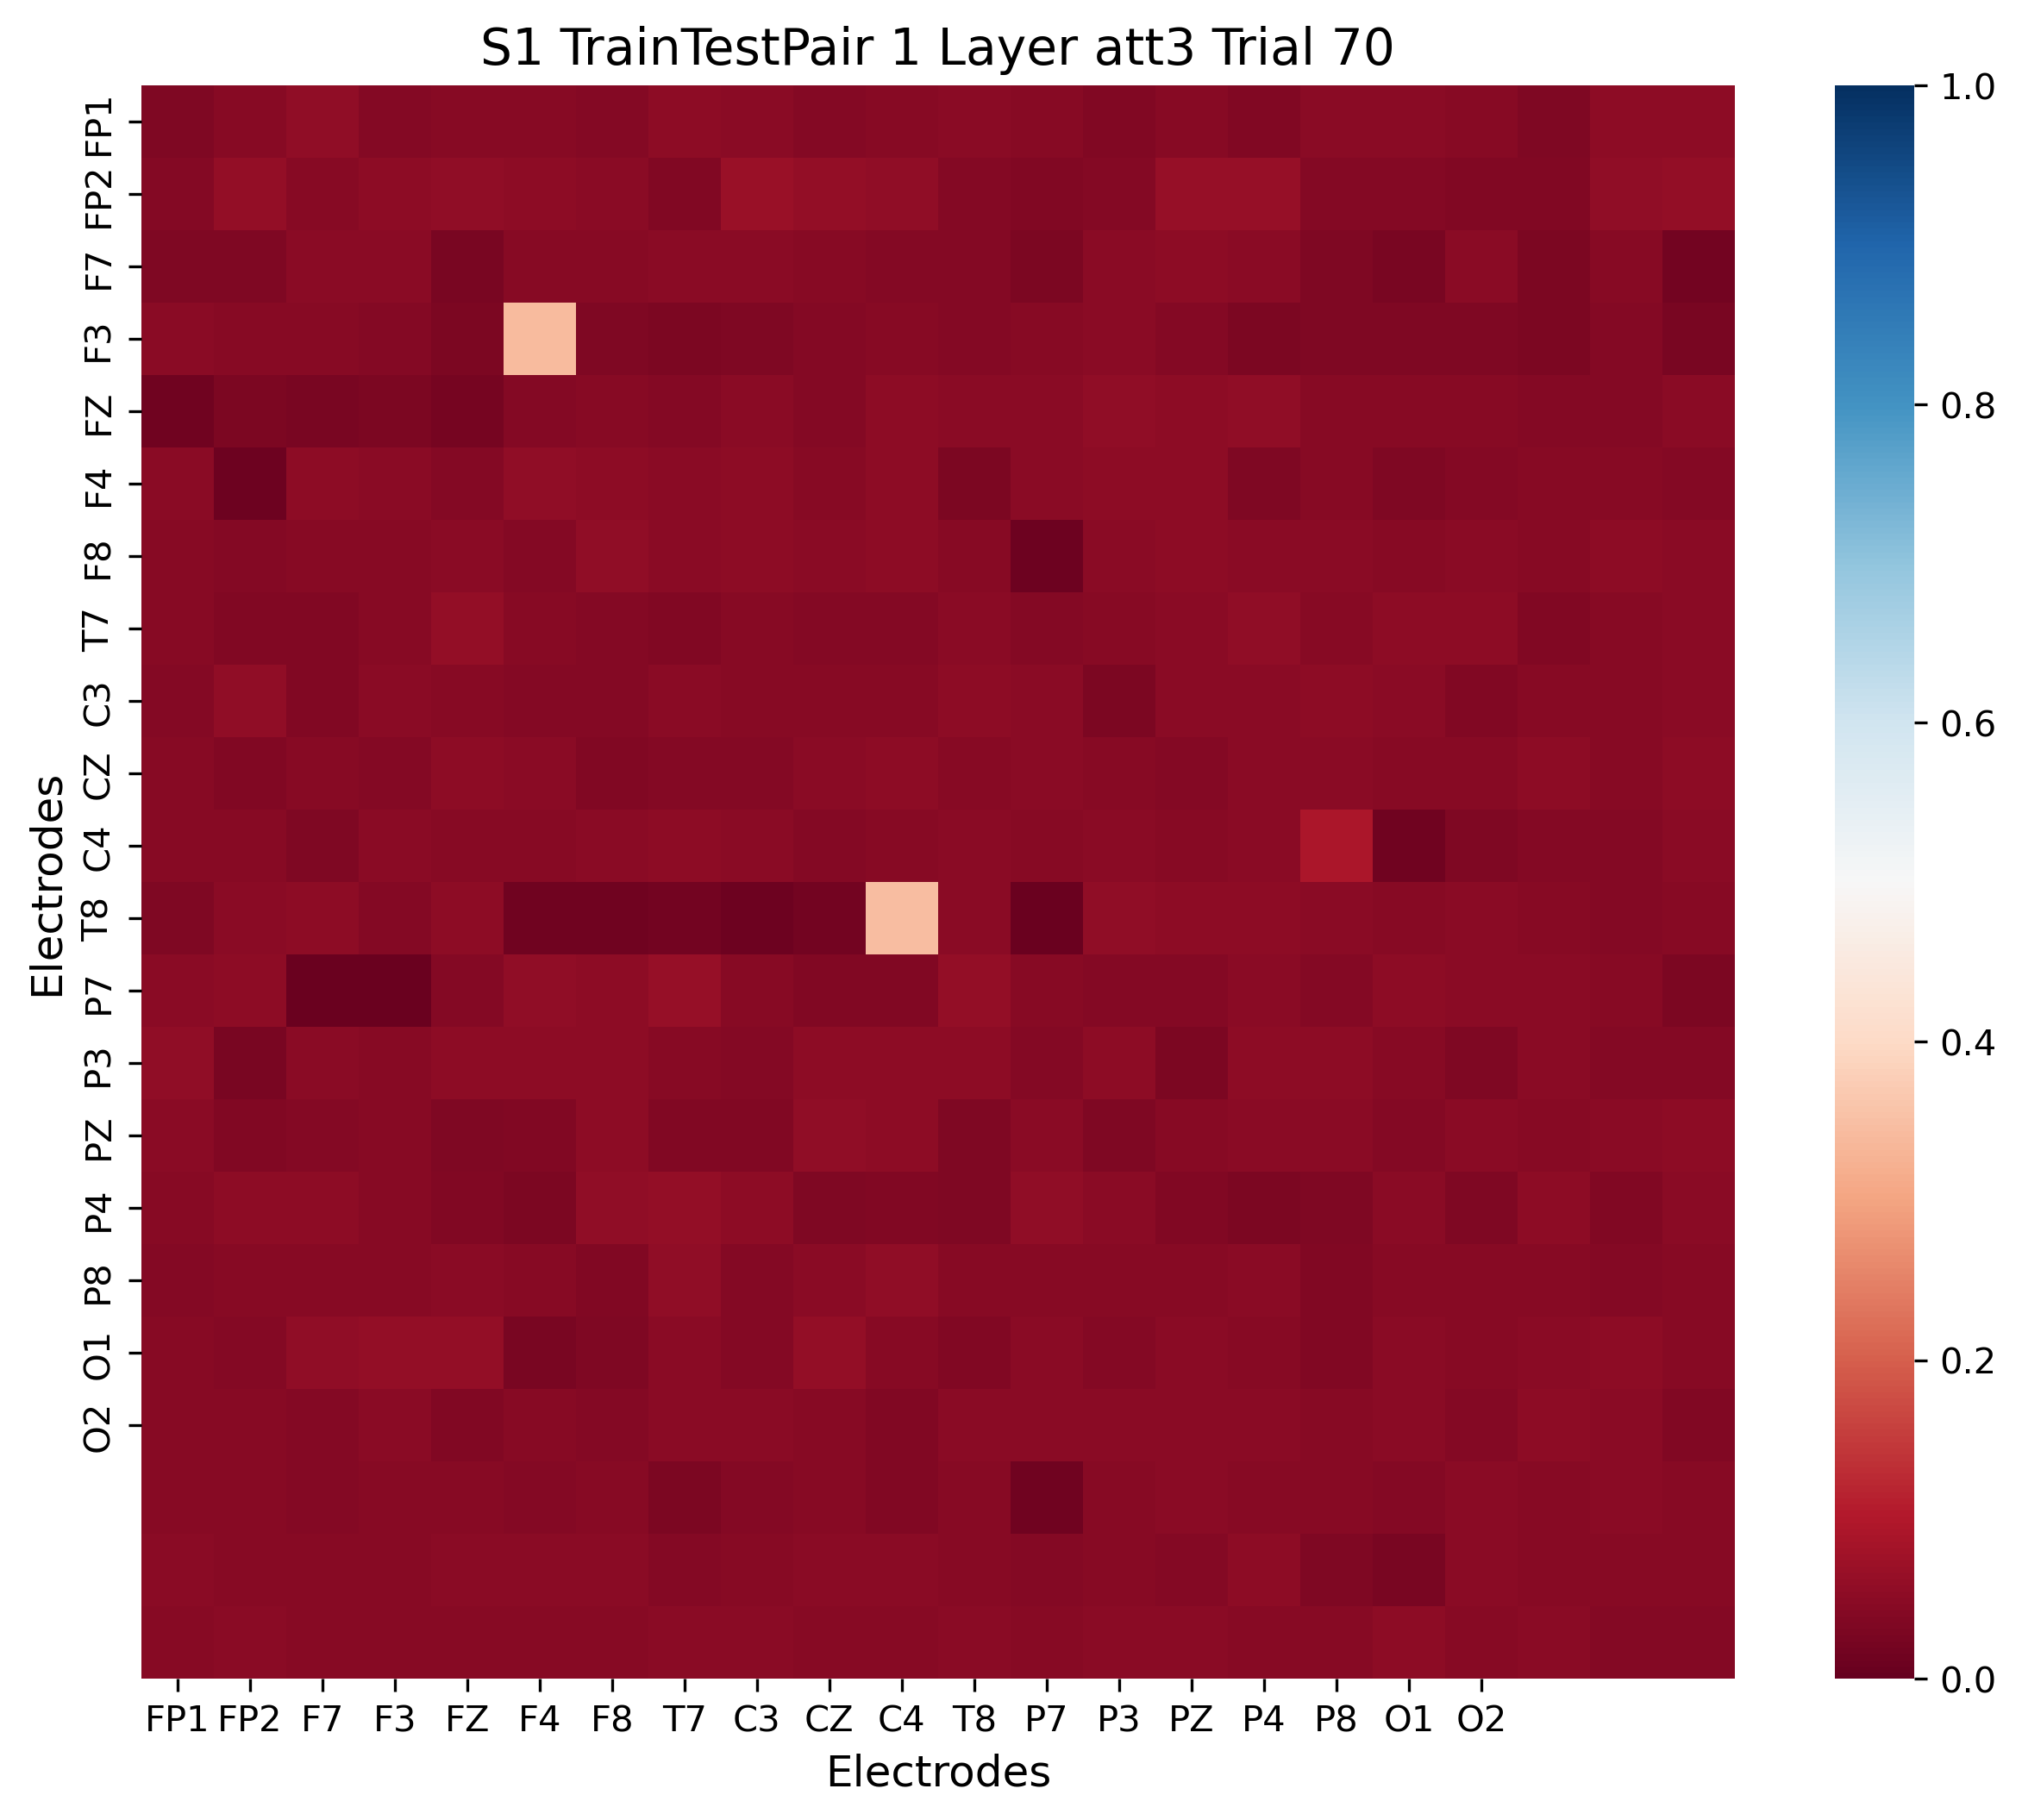 S1 TrainTestPair 1 Layer att3 Trial 70
Electrodes
FP1
FP2
F7
F3
FZ
F4
F8
T7
C3
CZ
C4
T8
P7
P3
PZ
P4
P8
O1
O2
FP1 FP2 F7 F3 FZ F4 F8 T7 C3 CZ C4 T8 P7 P3 PZ P4 P8 O1 O2
Electrodes
1.0
0.8
0.6
0.4
0.2
0.0